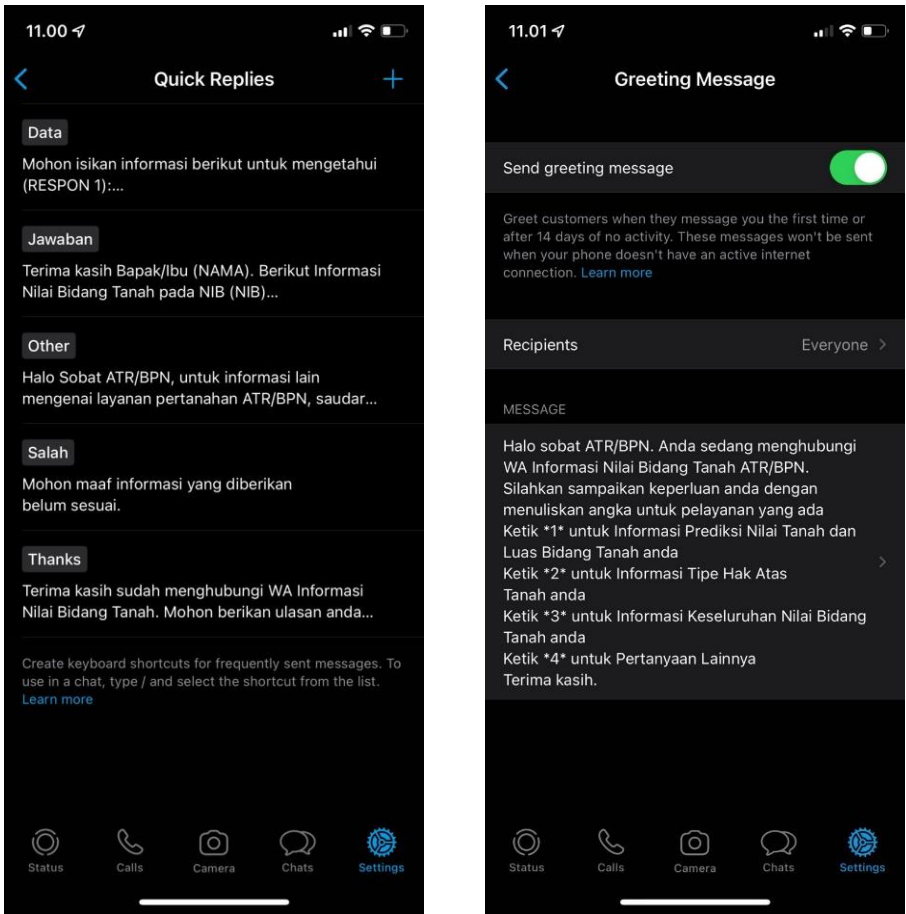 11.00
Quick Replies
Data
Mohon isikan informasi berikut untuk mengetahui
(RESPON 1):...
Jawaban
Terima kasih Bapak/Ibu (NAMA). Berikut Informasi
Nilai Bidang Tanah pada NIB (NIB)...
Other
Halo Sobat ATR/BPN, untuk informasi lain
mengenai layanan pertanahan ATR/BPN, saudar...
Salah
Mohon maaf informasi yang diberikan
belum sesuai.
Thanks
Terima kasih sudah menghubungi WA Informasi
Nilai Bidang Tanah. Mohon berikan ulasan anda...
Create keyboard shortcuts for frequently sent messages. To
use in a chat, type / and select the shortcut from the list.
Learn more
Status
Calls
Camera
Chats
Settings
11.01
Greeting Message
Send greeting message
Greet customers when they message you the first time or
after 14 days of no activity. These messages won't be sent
when your phone doesn't have an active internet
connection. Learn more
Recipients
Everyone
MESSAGE
Halo sobat ATR/BPN. Anda sedang menghubungi
WA Informasi Nilai Bidang Tanah ATR/BPN.
Silahkan sampaikan keperluan anda dengan
menuliskan angka untuk pelayanan yang ada
Ketik *1* untuk Informasi Prediksi Nilai Tanah dan
Luas Bidang Tanah anda
Ketik *2* untuk Informasi Tipe Hak Atas
Tanah anda
Ketik *3* untuk Informasi Keseluruhan Nilai Bidang
Tanah anda
Ketik *4* untuk Pertanyaan Lainnya
Terima kasih.
Status
Calls
Camera
Chats
Settings